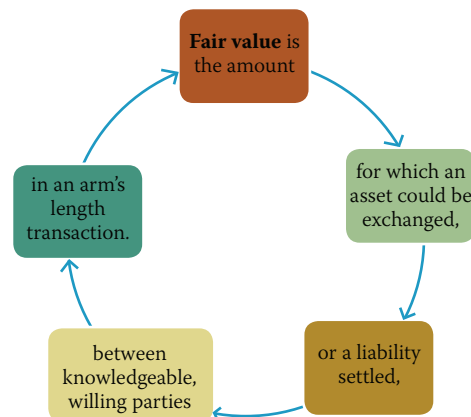 Fair value is
the amount
for which an
asset could be
exchanged,
or a liability
settled,
between
knowledgeable,
willing parties
in an arm’s
length
transaction.